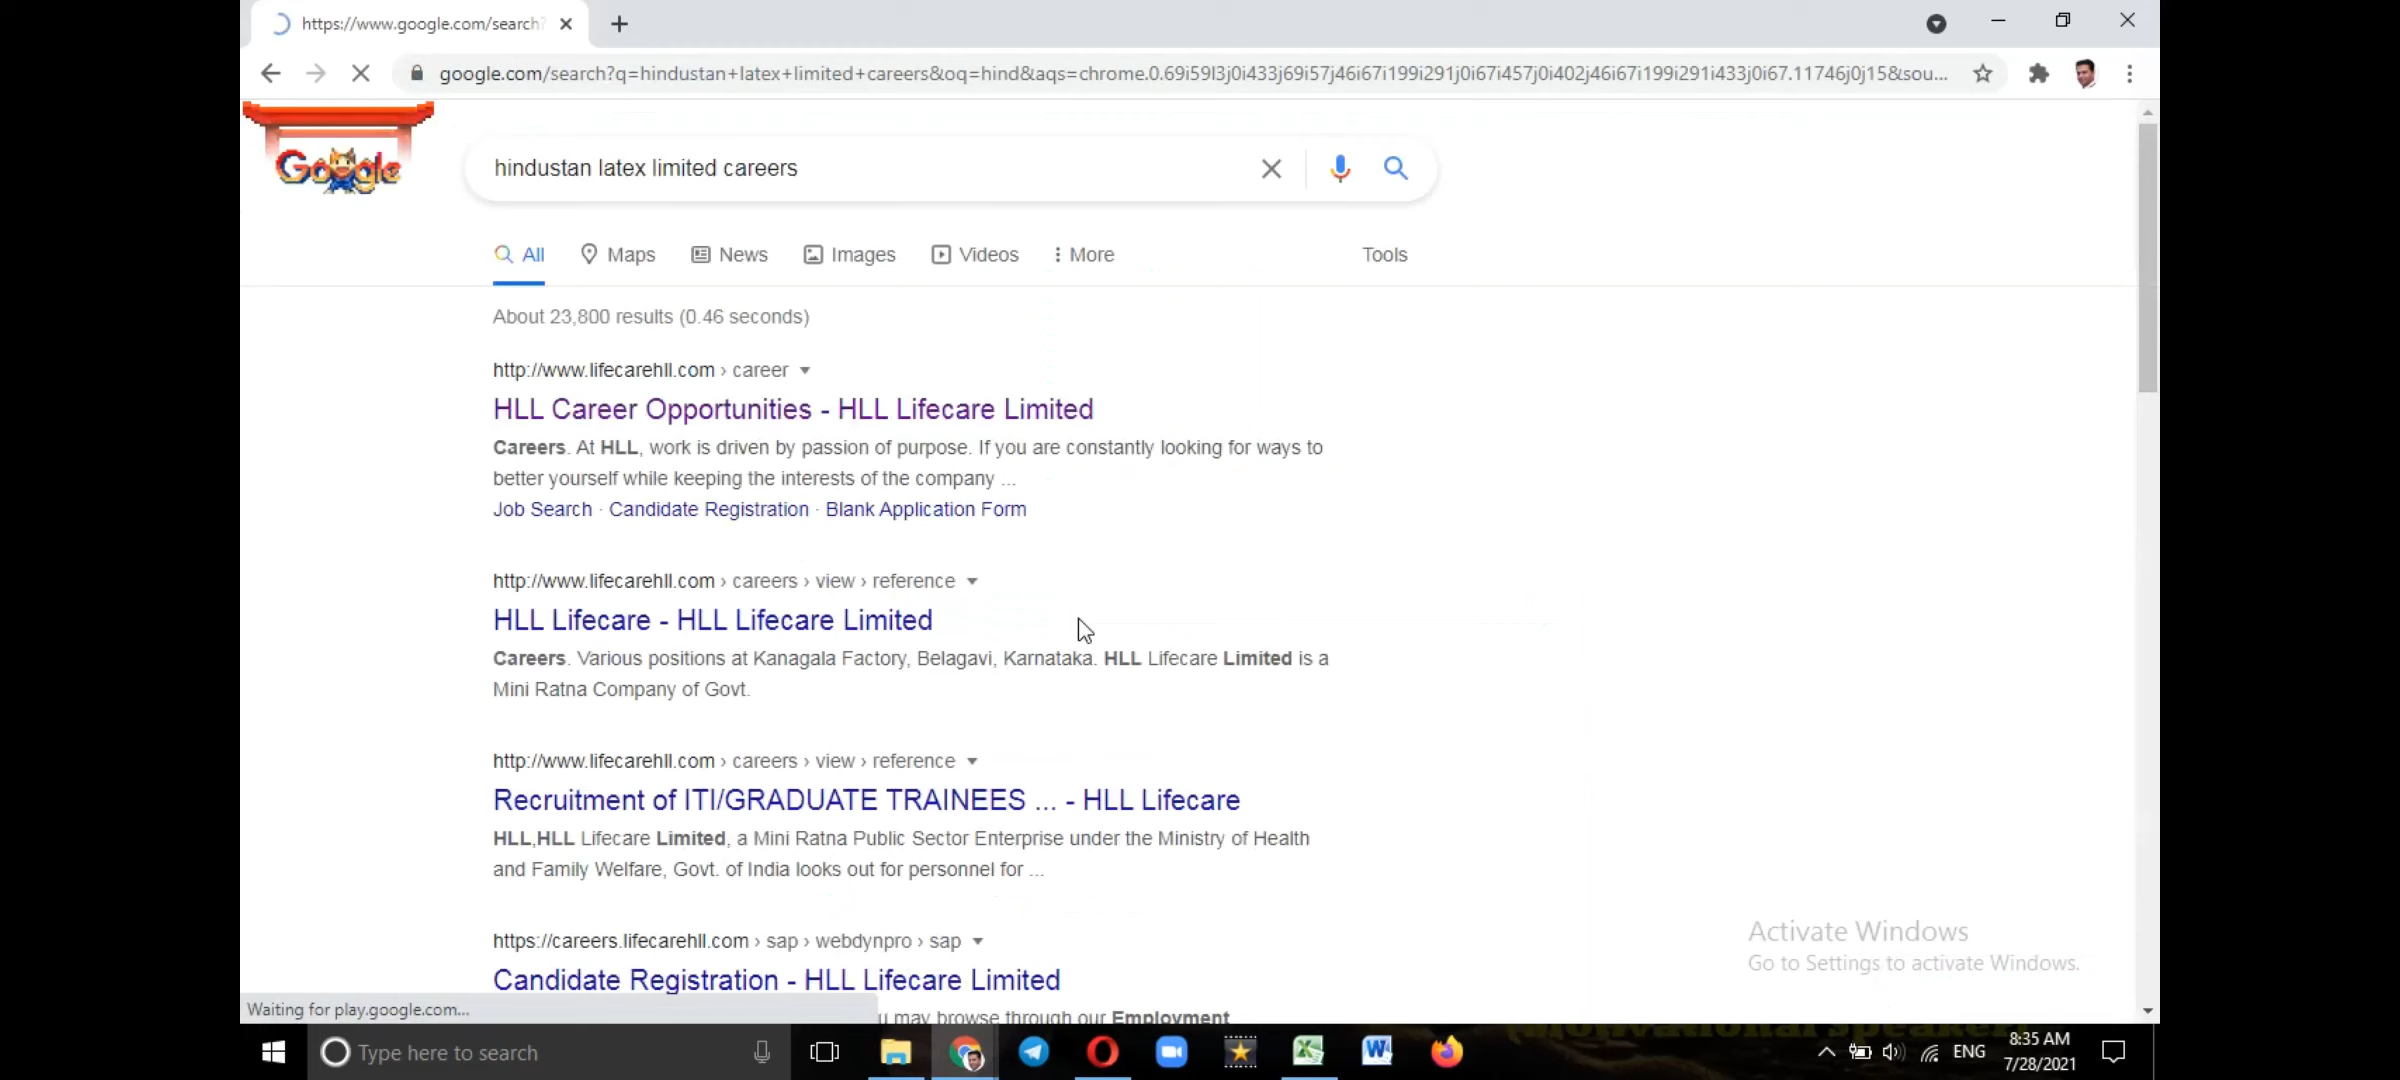 https://www.google.com/search?
google.com/search?q=hindustan+latex+limited+careers&oq=hind&aqs=chrome.0.69i59l3j0i433j69i57j46i67i199i291j0i67i457j0i402j46i67i199i291i433j0i67.11746j0j15&sou...
Google
hindustan latex limited careers
All Maps News Images Videos More Tools
About 23,800 results (0.46 seconds)
http://www.lifecarehll.com › career
HLL Career Opportunities - HLL Lifecare Limited
Careers. At HLL, work is driven by passion of purpose. If you are constantly looking for ways to
better yourself while keeping the interests of the company ...
Job Search · Candidate Registration · Blank Application Form
http://www.lifecarehll.com › careers › view › reference
HLL Lifecare - HLL Lifecare Limited
Careers. Various positions at Kanagala Factory, Belagavi, Karnataka. HLL Lifecare Limited is a
Mini Ratna Company of Govt.
http://www.lifecarehll.com › careers › view › reference
Recruitment of ITI/GRADUATE TRAINEES ... - HLL Lifecare
HLL,HLL Lifecare Limited, a Mini Ratna Public Sector Enterprise under the Ministry of Health
and Family Welfare, Govt. of India looks out for personnel for ...
https://careers.lifecarehll.com › sap › webdynpro › sap
Candidate Registration - HLL Lifecare Limited
u may browse through our Employment
Activate Windows
Go to Settings to activate Windows.
Waiting for play.google.com...
Type here to search
ENG
8:35 AM
7/28/2021